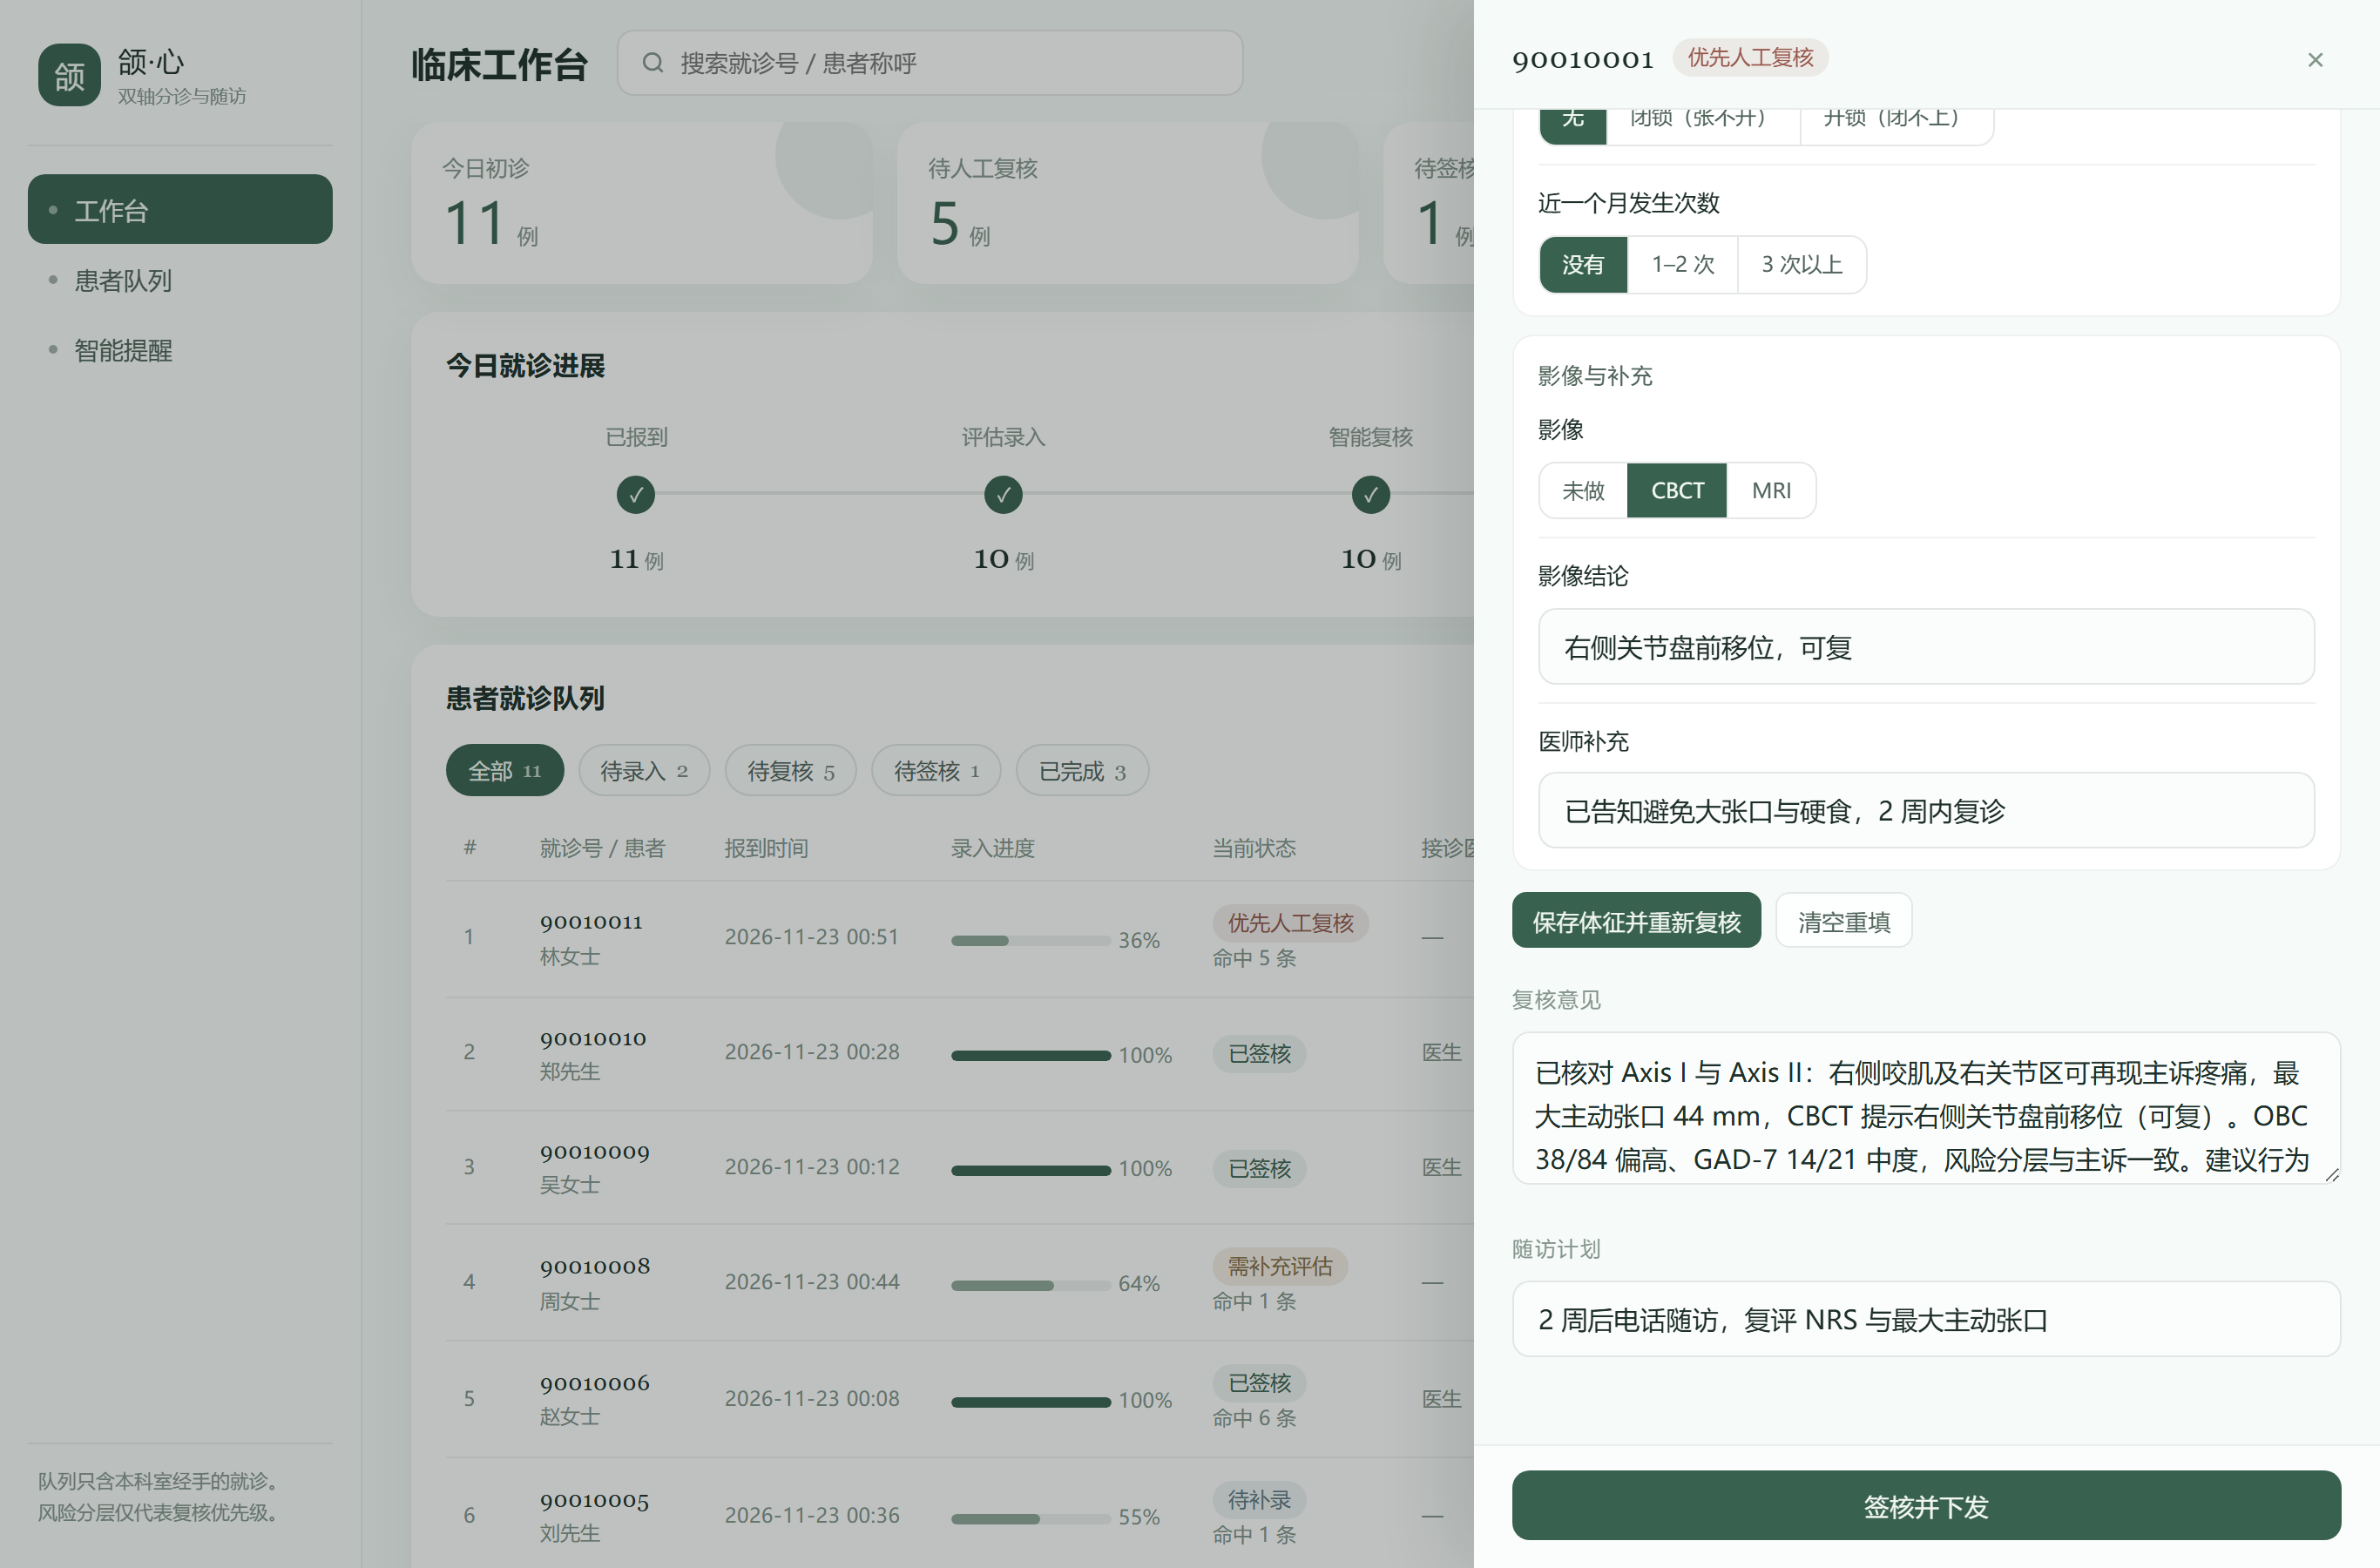 颌
颌·心
双轴分诊与随访
工作台
患者队列
智能提醒
队列只含本科室经手的就诊。
风险分层仅代表复核优先级。
临床工作台
搜索就诊号 / 患者称呼
今日初诊
11 例
待人工复核
5 例
待签核
1 例
今日就诊进展
已报到
评估录入
智能复核
11 例
10 例
10 例
患者就诊队列
全部 11
待录入 2
待复核 5
待签核 1
已完成 3
# 就诊号 / 患者 报到时间 录入进度 当前状态 接诊医
1 90010011 林女士 2026-11-23 00:51 36% 优先人工复核 命中 5 条 —
2 90010010 郑先生 2026-11-23 00:28 100% 已签核 医生
3 90010009 吴女士 2026-11-23 00:12 100% 已签核 医生
4 90010008 周女士 2026-11-23 00:44 64% 需补充评估 命中 1 条 —
5 90010006 赵女士 2026-11-23 00:08 100% 已签核 命中 6 条 医生
6 90010005 刘先生 2026-11-23 00:36 55% 待补录 命中 1 条 —
90010001 优先人工复核 ×
无 闭锁（张不开） 开锁（闭不上）
近一个月发生次数
没有 1–2 次 3 次以上
影像与补充
影像
未做 CBCT MRI
影像结论
右侧关节盘前移位，可复
医师补充
已告知避免大张口与硬食，2 周内复诊
保存体征并重新复核 清空重填
复核意见
已核对 Axis I 与 Axis II：右侧咬肌及右关节区可再现主诉疼痛，最
大主动张口 44 mm，CBCT 提示右侧关节盘前移位（可复）。OBC
38/84 偏高、GAD-7 14/21 中度，风险分层与主诉一致。建议行为
随访计划
2 周后电话随访，复评 NRS 与最大主动张口
签核并下发